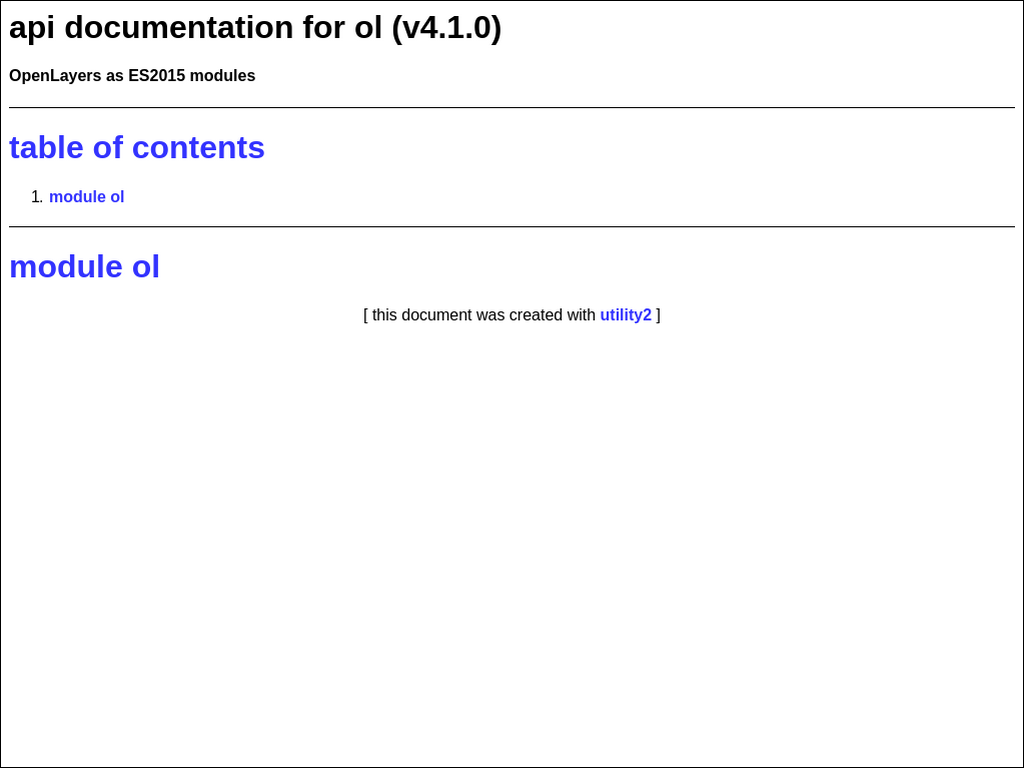 api documentation for ol (v4.1.0)
OpenLayers as ES2015 modules
table of contents
1. module ol
module ol
[ this document was created with utility2 ]